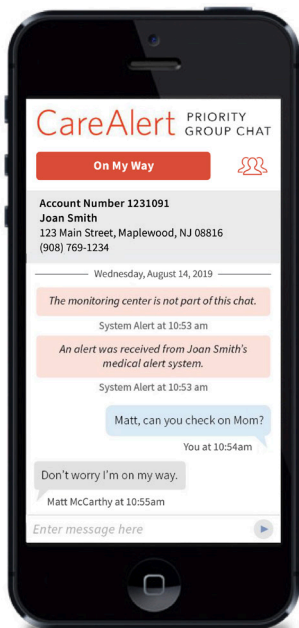 CareAlert PRIORITY
GROUP CHAT
On My Way
Account Number 1231091
Joan Smith
123 Main Street, Maplewood, NJ 08816
(908) 769-1234
Wednesday, August 14, 2019
The monitoring center is not part of this chat.
System Alert at 10:53 am
An alert was received from Joan Smith's
medical alert system.
System Alert at 10:53 am
Matt, can you check on Mom?
You at 10:54am
Don't worry I'm on my way.
Matt McCarthy at 10:55am
Enter message here